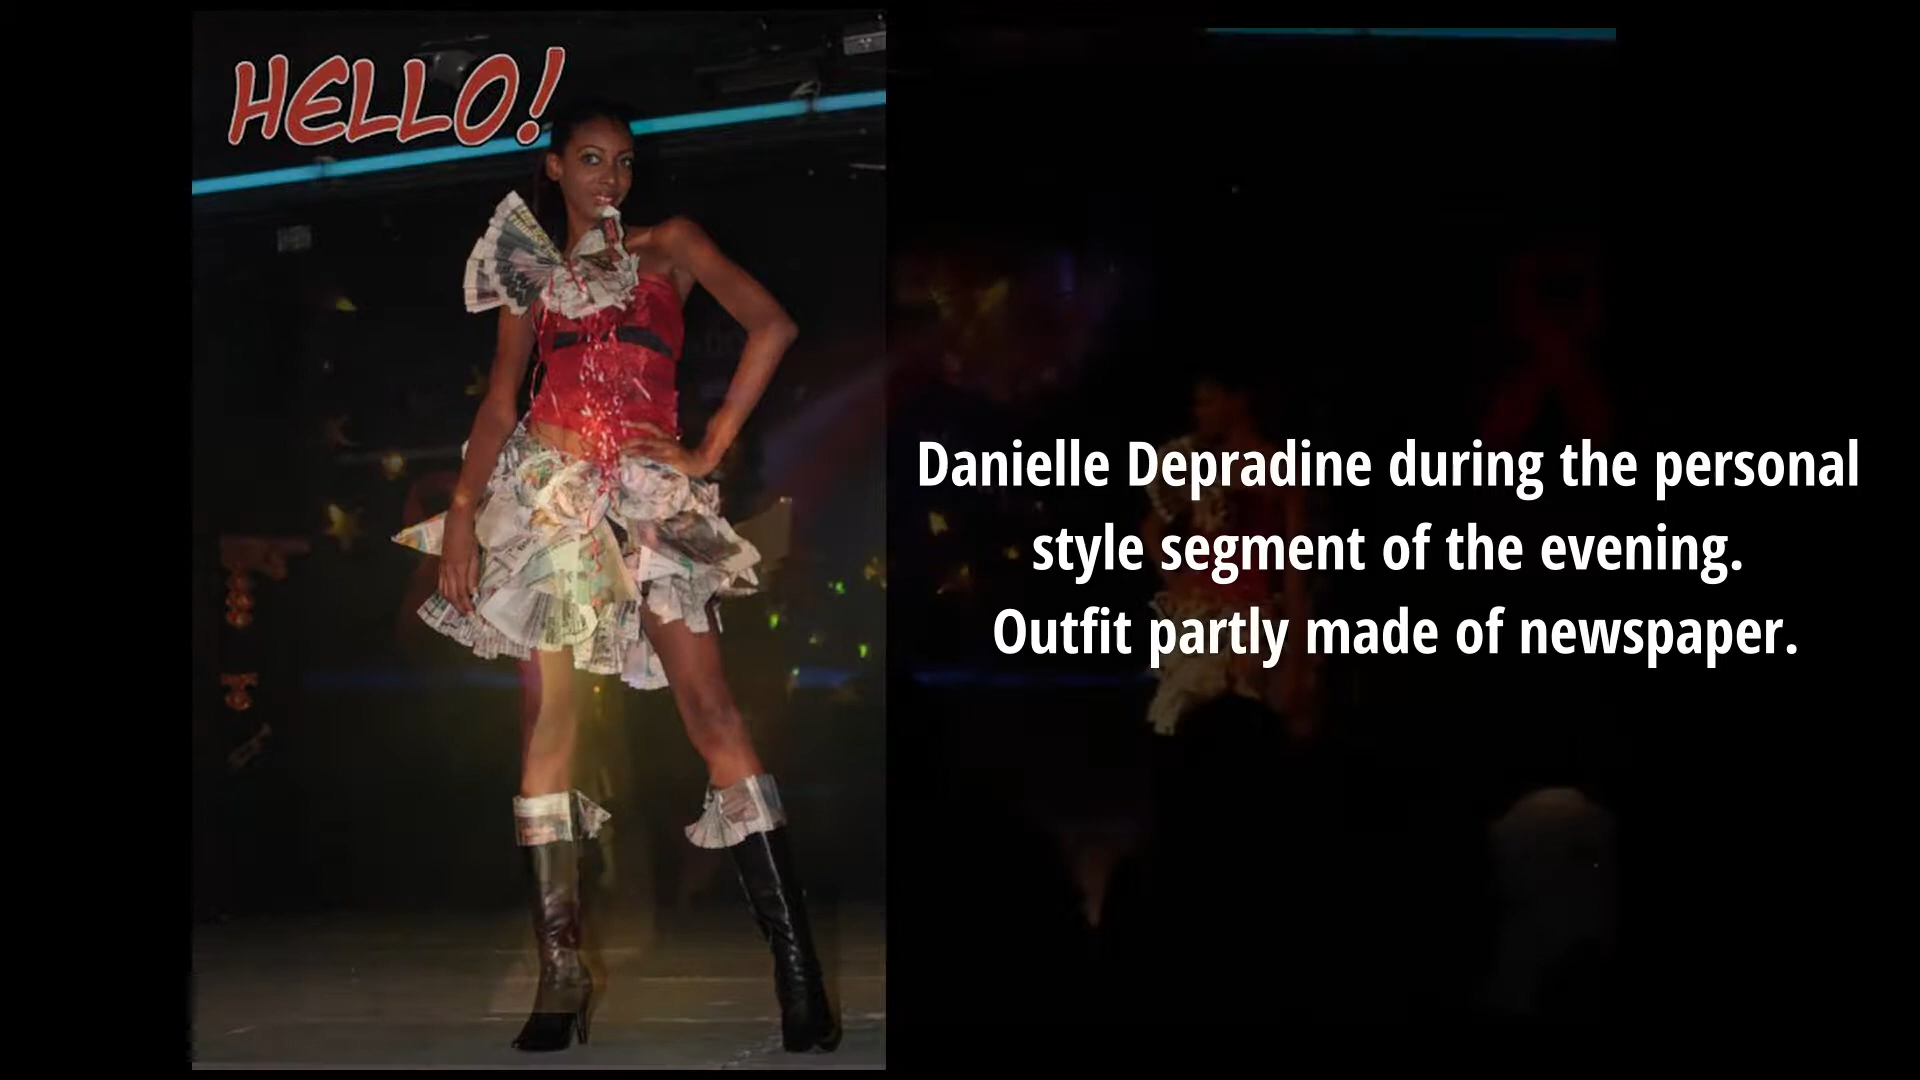 HELLO!
Danielle Depradine during the personal
style segment of the evening.
Outfit partly made of newspaper.